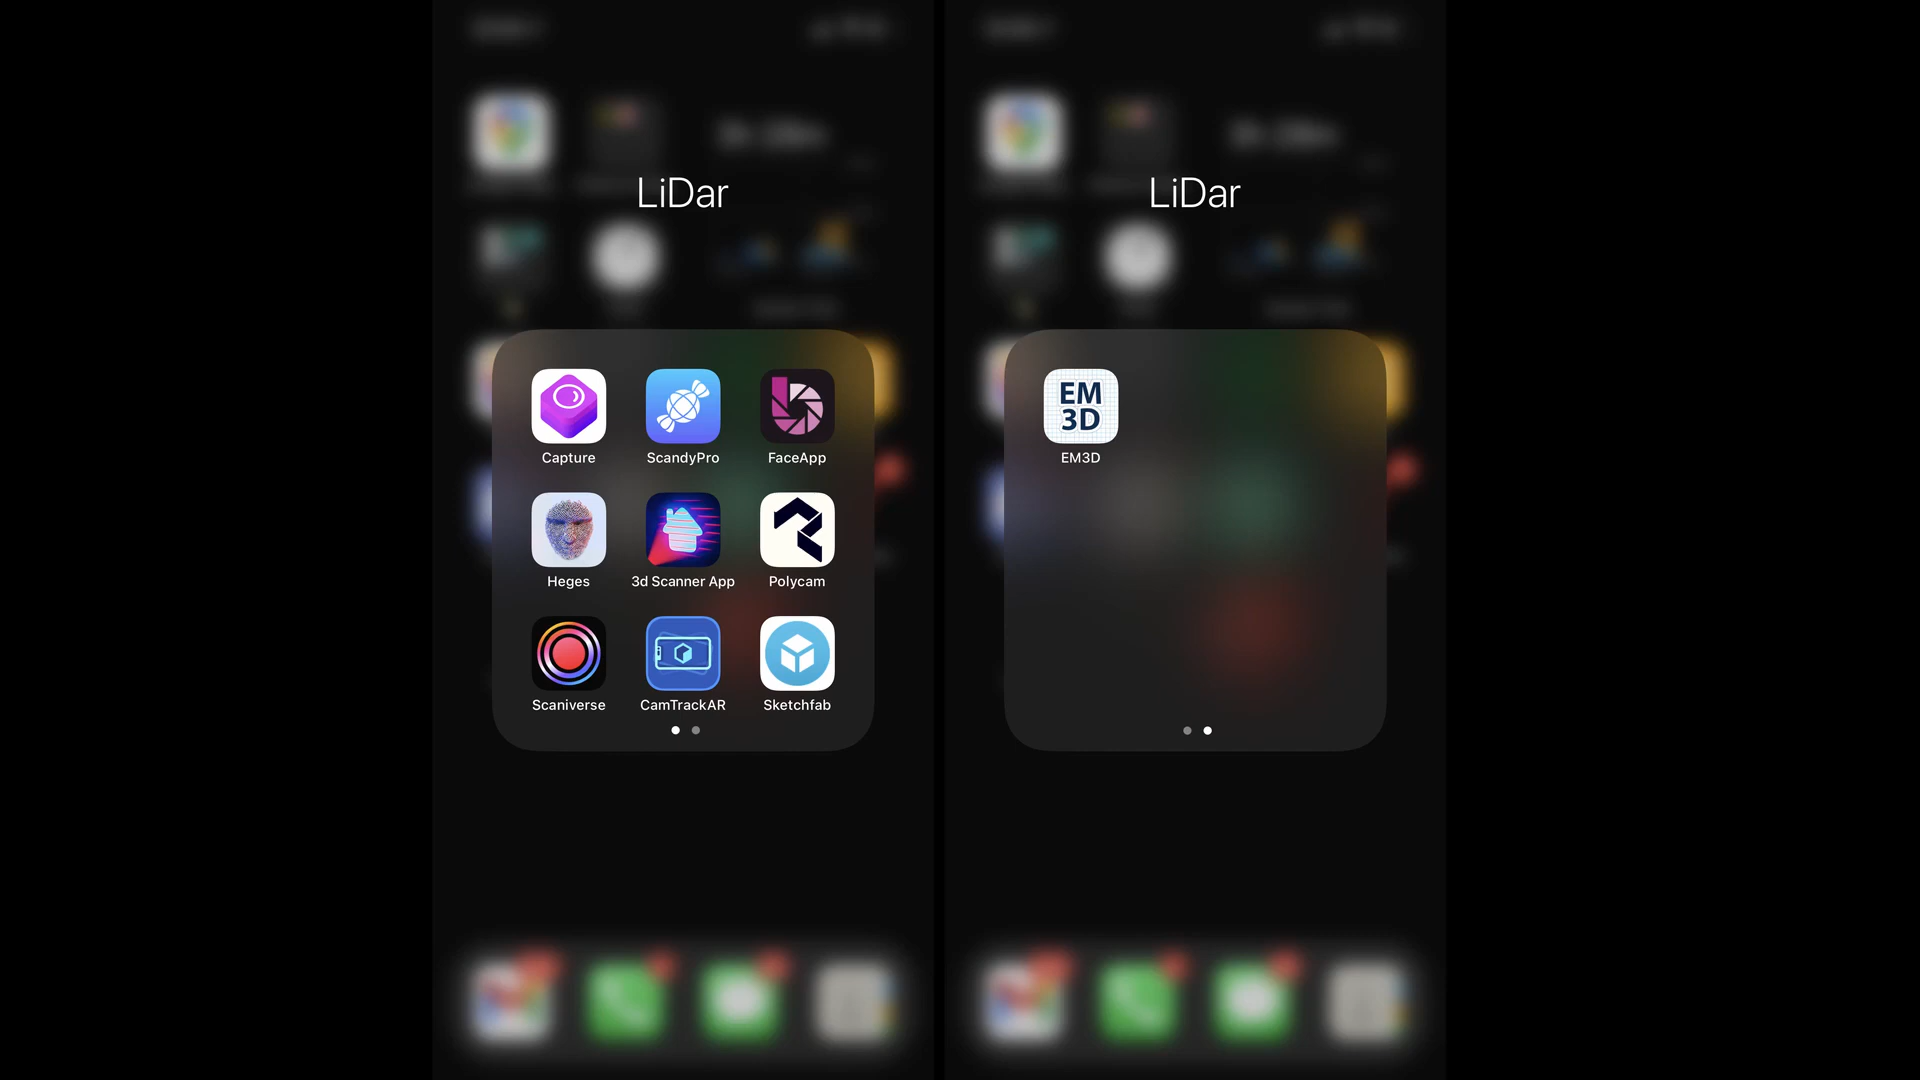 LiDar
Capture
ScandyPro
FaceApp
Heges
3d Scanner App
Polycam
Scaniverse
CamTrackAR
Sketchfab
LiDar
EM
3D
EM3D